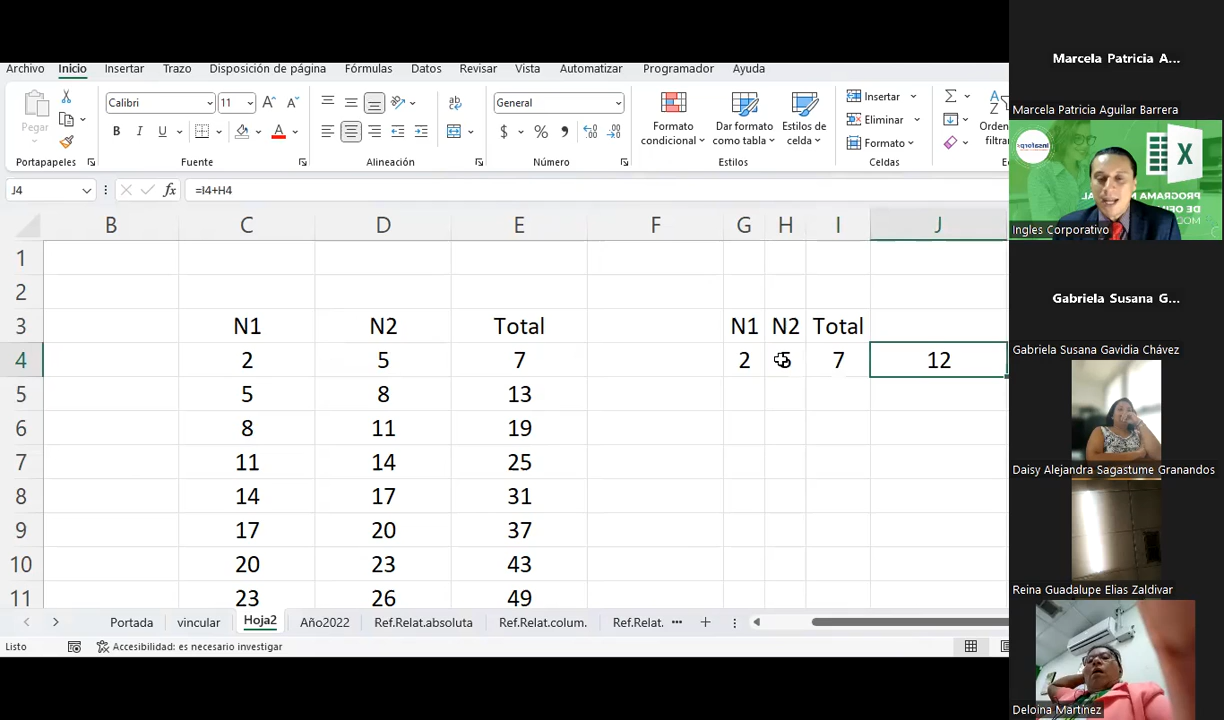 Archivo Inicio Insertar Trazo Disposición de página Fórmulas Datos Revisar Vista Automatizar Programador Ayuda
Calibri 11 General Insertar
Pegar Formato condicional Dar formato como tabla Estilos de celda Eliminar Orden filtrar
Formato
Portapapeles Fuente Alineación Número Estilos Celdas
J4 fx =I4+H4
B C D E F G H I J
1
2
3 N1 N2 Total N1 N2 Total
4 2 5 7 2 5 7 12
5 5 8 13
6 8 11 19
7 11 14 25
8 14 17 31
9 17 20 37
10 20 23 43
11 23 26 49
Portada vincular Hoja2 Año2022 Ref.Relat.absoluta Ref.Relat.colum. Ref.Relat.
Listo Accesibilidad: es necesario investigar
Marcela Patricia A...
Marcela Patricia Aguilar Barrera
Ingles Corporativo
Gabriela Susana G...
Gabriela Susana Gavidia Chávez
Daisy Alejandra Sagastume Granandos
Reina Guadalupe Elias Zaldivar
Deloina Martinez